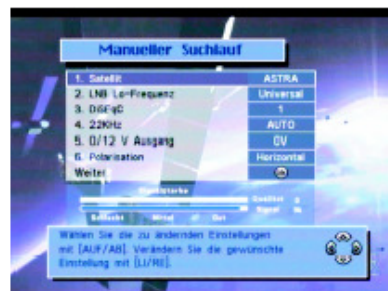 Manueller Suchlauf
1. Satellit ASTRA
2. LNB Lo-Frequenz Universal
3. DiSEqC 1
4. 22KHz AUTO
5. 0/12 V Ausgang 0V
6. Polarisation Horizontal
Weiter
Schlecht Mittel Gut
Wählen Sie die zu ändernden Einstellungen
mit [AUF/AB]. Verändern Sie die gewünschte
Einstellung mit [LI/RE].